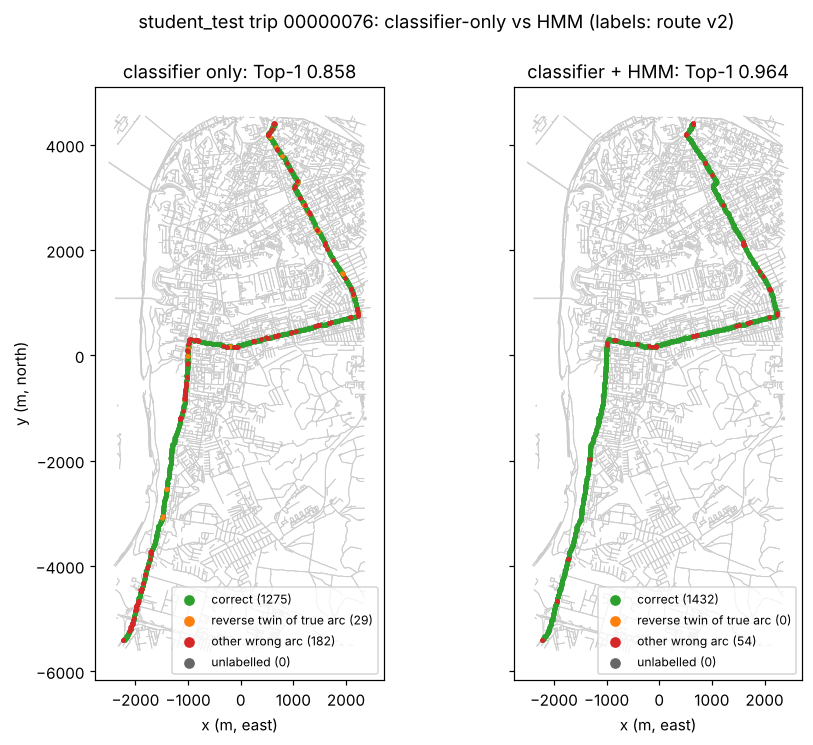 student_test trip 00000076: classifier-only vs HMM (labels: route v2)
classifier only: Top-1 0.858
classifier + HMM: Top-1 0.964
4000
2000
0
−2000
−4000
−6000
y (m, north)
correct (1275)
reverse twin of true arc (29)
other wrong arc (182)
unlabelled (0)
−2000 −1000 0 1000 2000
x (m, east)
correct (1432)
reverse twin of true arc (0)
other wrong arc (54)
unlabelled (0)
−2000 −1000 0 1000 2000
x (m, east)